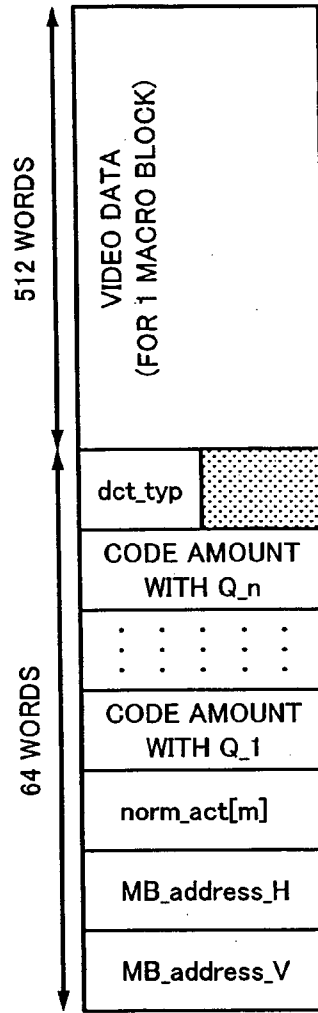 512 WORDS
VIDEO DATA
(FOR 1 MACRO BLOCK)
64 WORDS
dct_typ
CODE AMOUNT
WITH Q_n
CODE AMOUNT
WITH Q_1
norm_act[m]
MB_address_H
MB_address_V